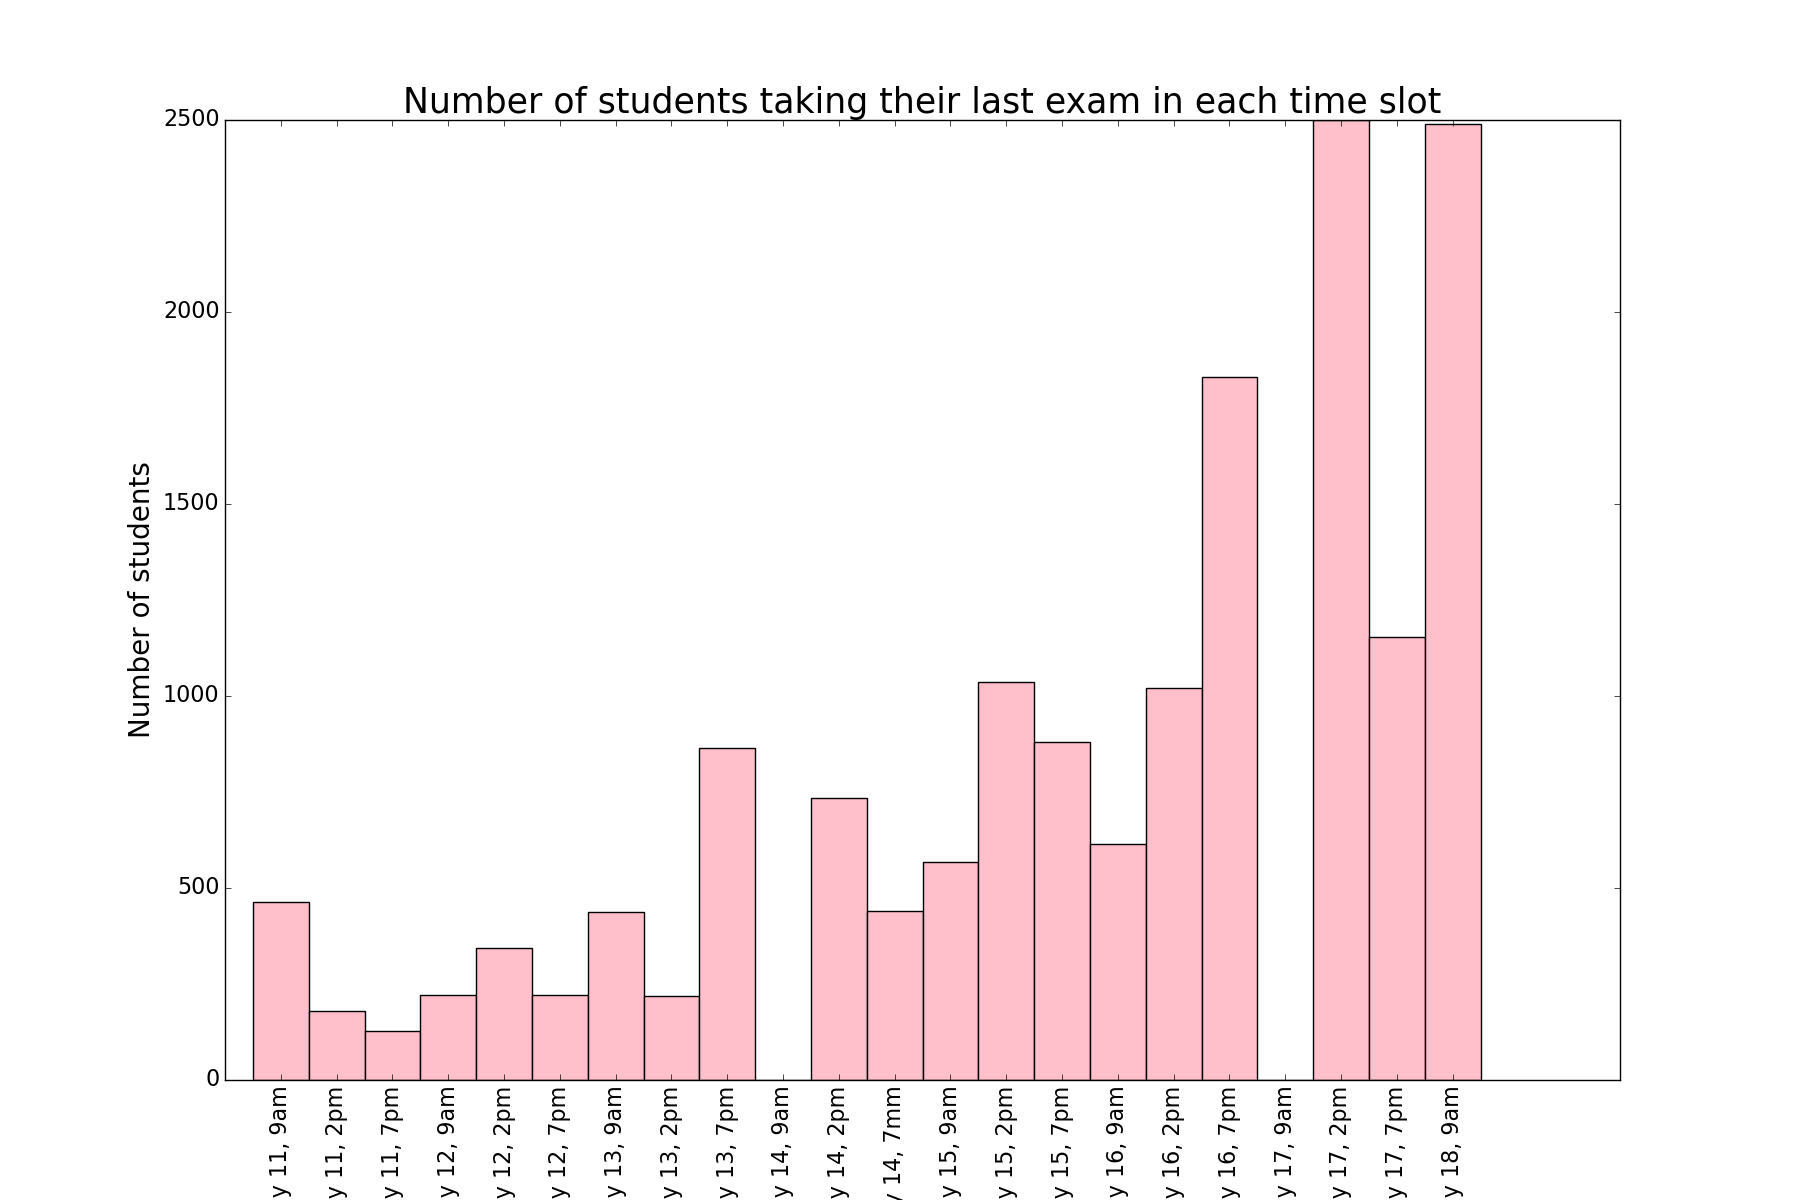 Number of students taking their last exam in each time slot
Number of students
2500
2000
1500
1000
500
0
y 11, 9am
y 11, 2pm
y 11, 7pm
y 12, 9am
y 12, 2pm
y 12, 7pm
y 13, 9am
y 13, 2pm
y 13, 7pm
y 14, 9am
y 14, 2pm
y 14, 7mm
y 15, 9am
y 15, 2pm
y 15, 7pm
y 16, 9am
y 16, 2pm
y 16, 7pm
y 17, 9am
y 17, 2pm
y 17, 7pm
y 18, 9am